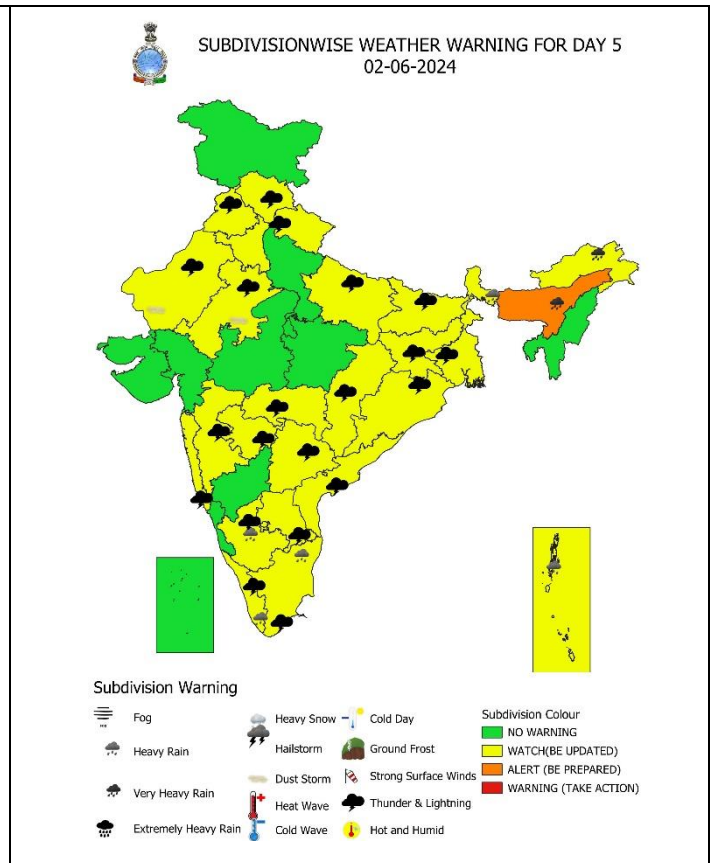 SUBDIVISIONWISE WEATHER WARNING FOR DAY 5
02-06-2024
Subdivision Warning
Fog
Heavy Rain
Very Heavy Rain
Extremely Heavy Rain
Heavy Snow
Hailstorm
Dust Storm
Heat Wave
Cold Wave
Cold Day
Ground Frost
Strong Surface Winds
Thunder & Lightning
Hot and Humid
Subdivision Colour
NO WARNING
WATCH(BE UPDATED)
ALERT (BE PREPARED)
WARNING (TAKE ACTION)